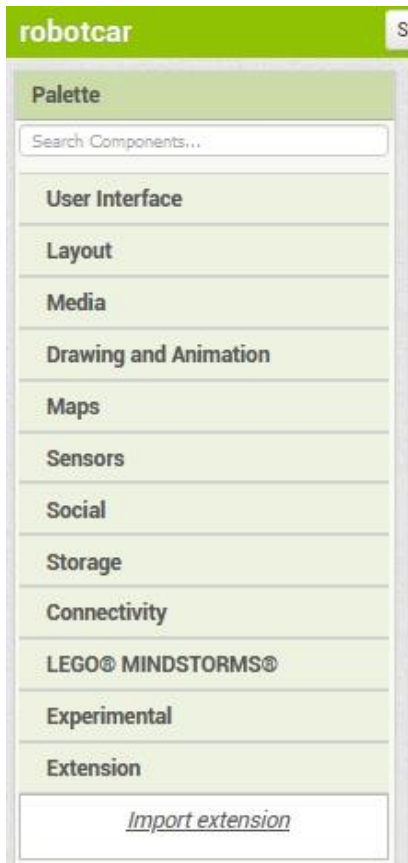 robotcar
S
Palette
Search Components...
User Interface
Layout
Media
Drawing and Animation
Maps
Sensors
Social
Storage
Connectivity
LEGO® MINDSTORMS®
Experimental
Extension
Import extension